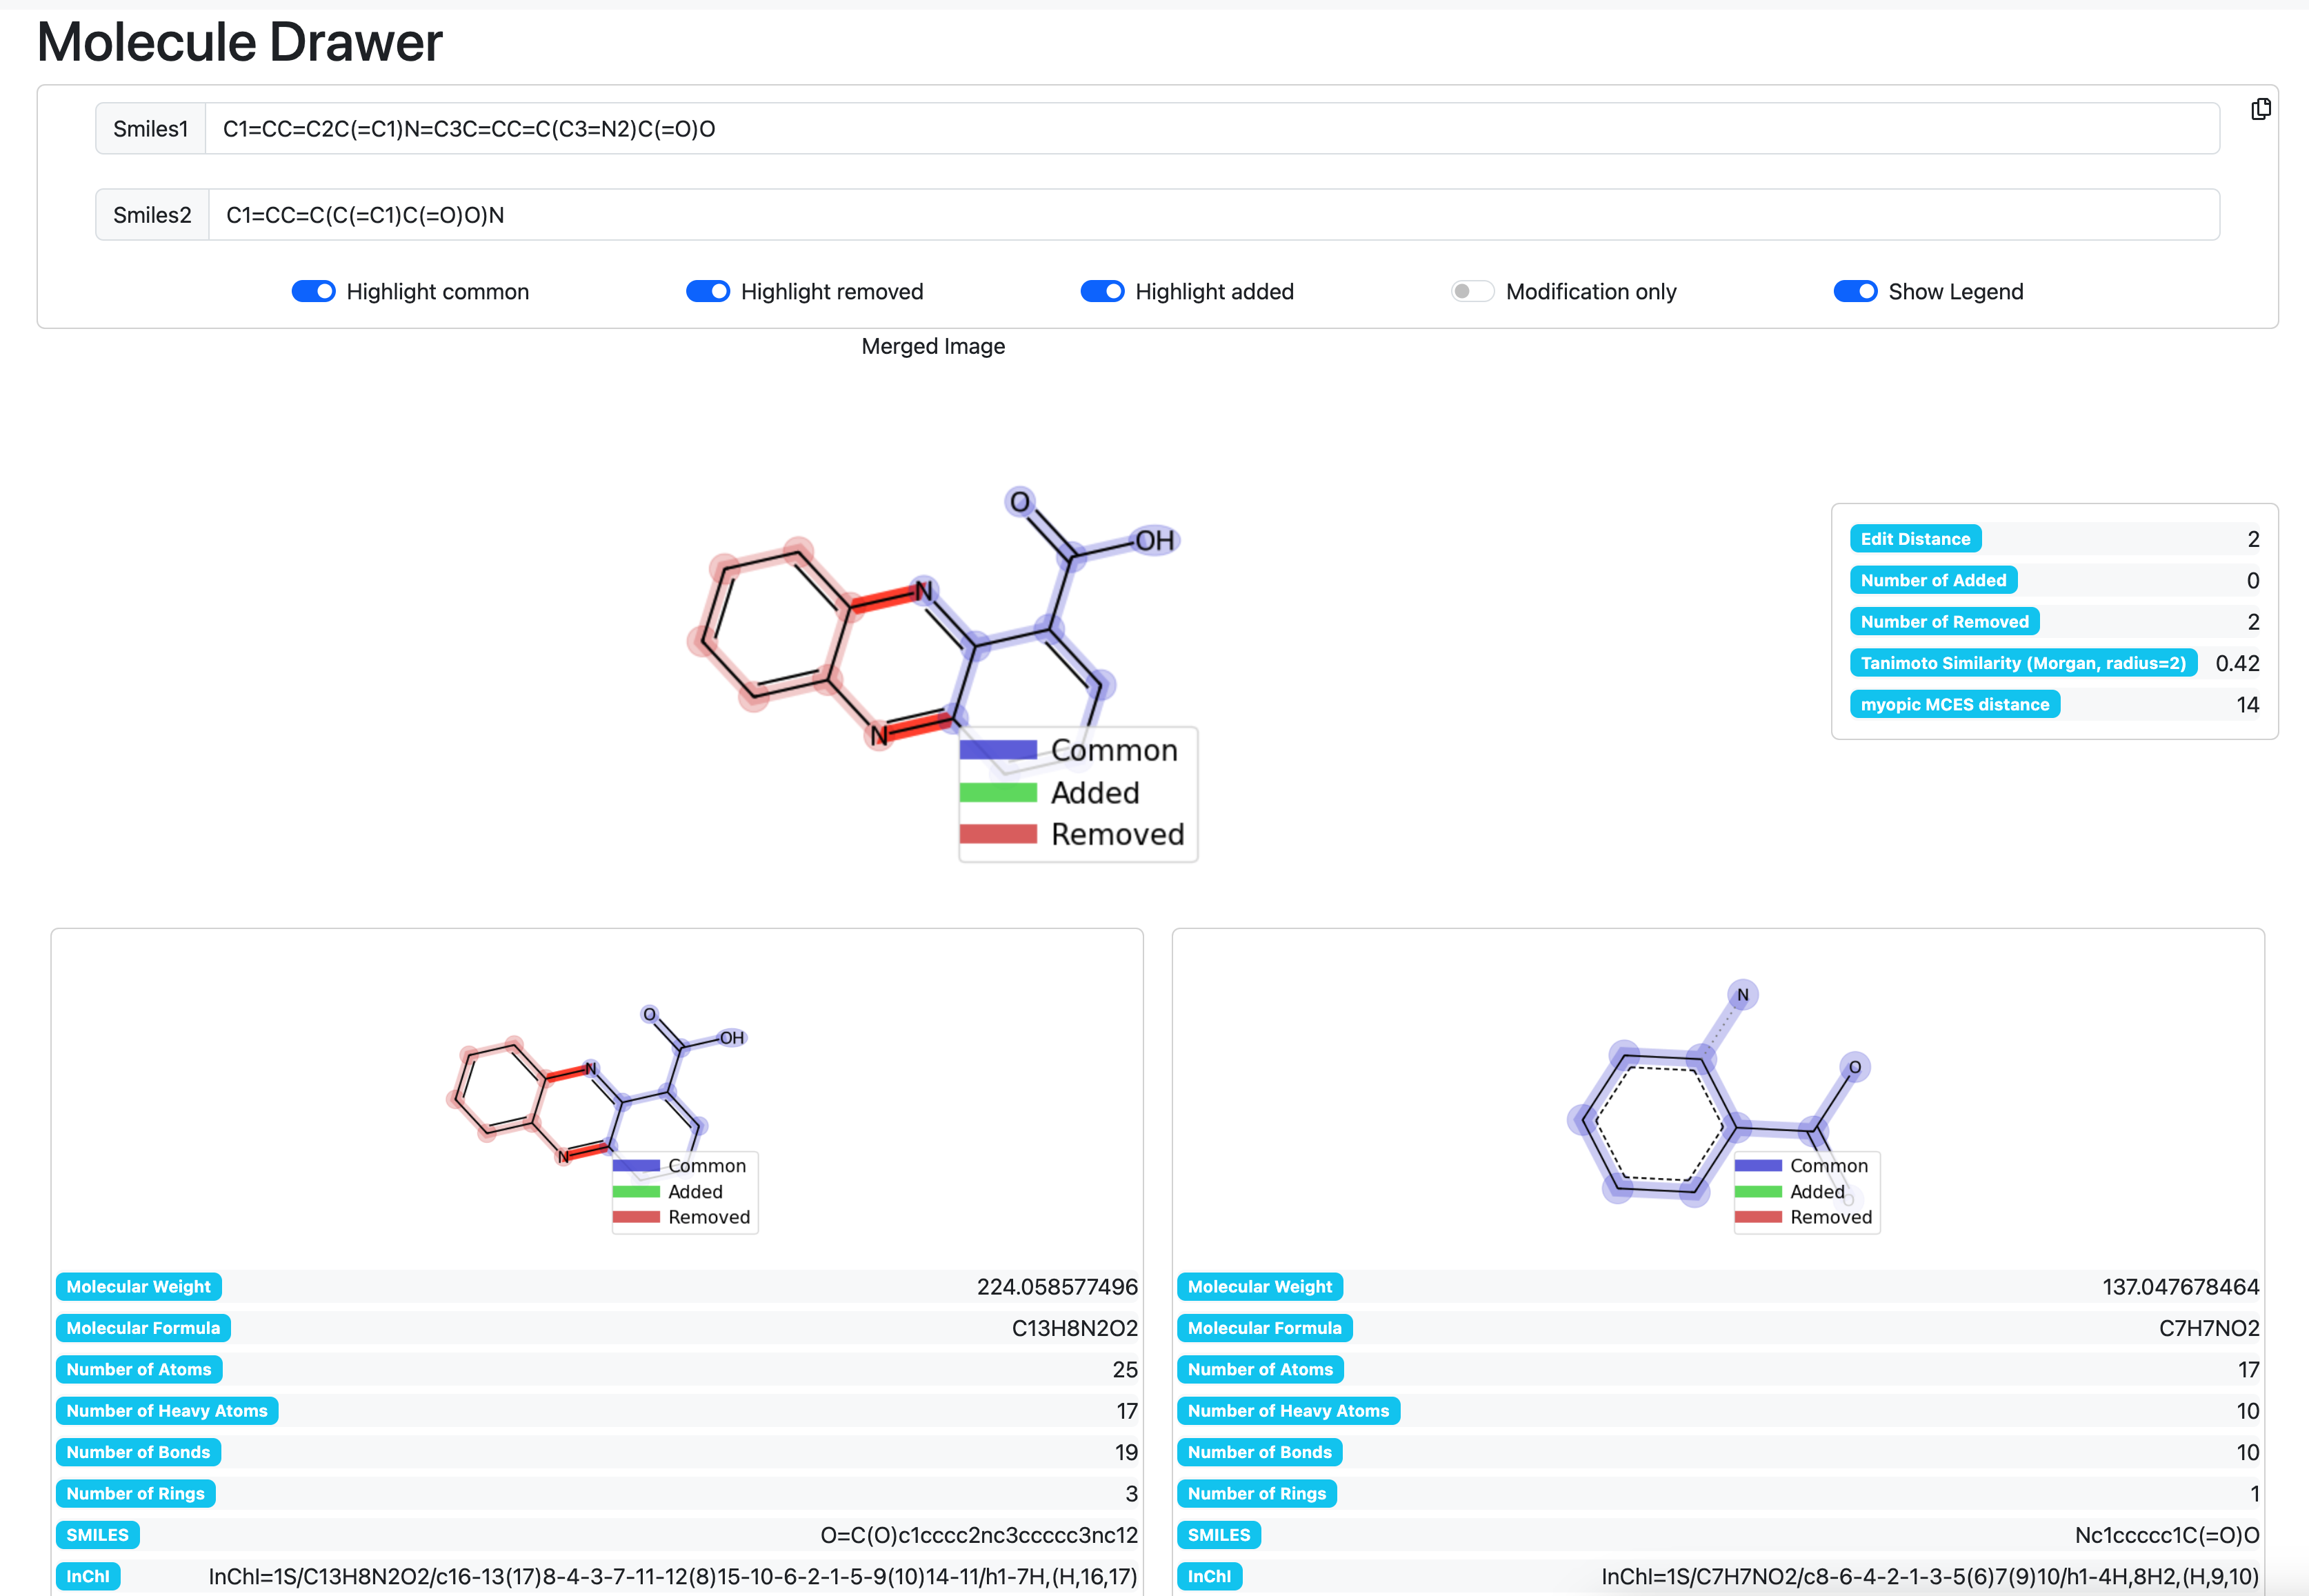 Molecule Drawer
Smiles1 C1=CC=C2C(=C1)N=C3C=CC=C(C3=N2)C(=O)O
Smiles2 C1=CC=C(C(=C1)C(=O)O)N
Highlight common Highlight removed Highlight added Modification only Show Legend
Merged Image
O
OH
N
N
Common
Added
Removed
Edit Distance 2
Number of Added 0
Number of Removed 2
Tanimoto Similarity (Morgan, radius=2) 0.42
myopic MCES distance 14
O
OH
N
N
Common
Added
Removed
Molecular Weight 224.058577496
Molecular Formula C13H8N2O2
Number of Atoms 25
Number of Heavy Atoms 17
Number of Bonds 19
Number of Rings 3
SMILES O=C(O)c1cccc2nc3ccccc3nc12
InChI InChI=1S/C13H8N2O2/c16-13(17)8-4-3-7-11-12(8)15-10-6-2-1-5-9(10)14-11/h1-7H,(H,16,17)
N
O
O
Common
Added
Removed
Molecular Weight 137.047678464
Molecular Formula C7H7NO2
Number of Atoms 17
Number of Heavy Atoms 10
Number of Bonds 10
Number of Rings 1
SMILES Nc1ccccc1C(=O)O
InChI InChI=1S/C7H7NO2/c8-6-4-2-1-3-5(6)7(9)10/h1-4H,8H2,(H,9,10)